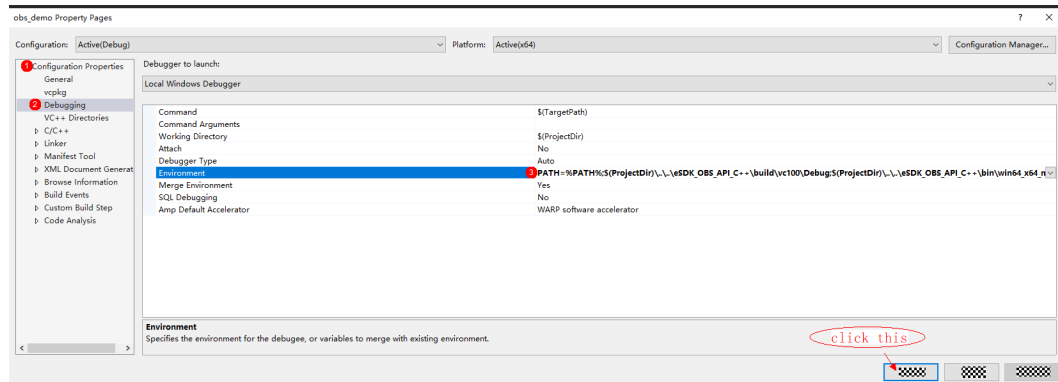 obs_demo Property Pages
? ×
Configuration: Active(Debug) Platform: Active(x64) Configuration Manager...
1 Configuration Properties
General
vcpkg
2 Debugging
VC++ Directories
C/C++
Linker
Manifest Tool
XML Document Generat
Browse Information
Build Events
Custom Build Step
Code Analysis
Debugger to launch:
Local Windows Debugger
Command $(TargetPath)
Command Arguments
Working Directory $(ProjectDir)
Attach No
Debugger Type Auto
Environment 3 PATH=%PATH%;$(ProjectDir)\..\..\eSDK_OBS_API_C++\build\vc100\Debug;$(ProjectDir)\..\..\eSDK_OBS_API_C++\bin\win64_x64_n
Merge Environment Yes
SQL Debugging No
Amp Default Accelerator WARP software accelerator
Environment
Specifies the environment for the debugee, or variables to merge with existing environment.
click this